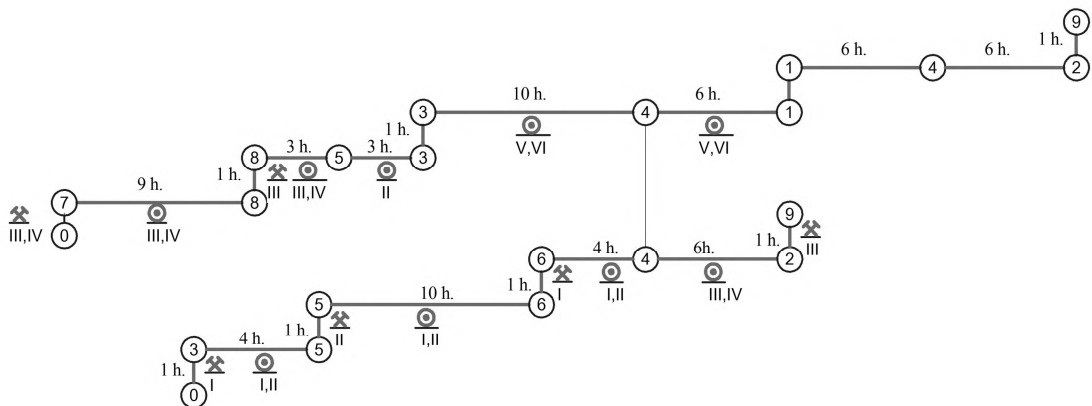 9
6 h. 6 h. 1 h.
1 4 2
10 h. 6 h.
3 4 1
1 h. V,VI V,VI
3 h. 3 h.
8 5 3
1 h. III III,IV II
9 h.
7 8 9
III,IV III,IV III
0
4 h. 6h. 1 h.
6 4 2
1 h. I I,II III,IV
10 h.
5 6
1 h. II I,II
4 h.
3 5
1 h. I I,II
0